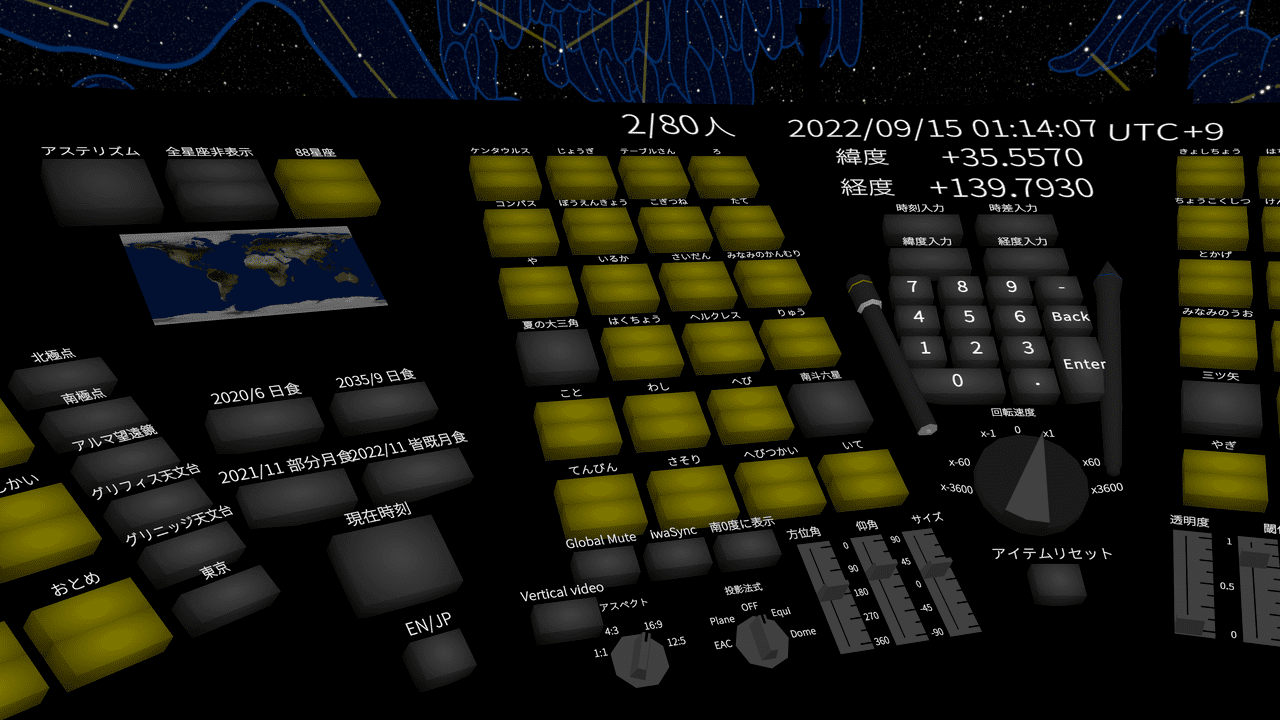 2/80人
2022/09/15 01:14:07 UTC+9
緯度 +35.5570
経度 +139.7930
アステリズム 全星座非表示 88星座
ケンタウルス じょうぎ テーブルさん ろ
コンパス ぼうえんきょう こぎつね たて
や いるか さいだん みなみのかんむり
夏の大三角 はくちょう ヘルクレス りゅう
こと わし へび 南斗六星
てんびん さそり へびつかい いて
時刻入力 時差入力
緯度入力 経度入力
7 8 9 -
4 5 6 Back
1 2 3 Enter
0 .
回転速度
x-1 0 x1
x-60 x60
x-3600 x3600
アイテムリセット
きょしちょう
ちょうこくしつ
とかげ
みなみのうお
三ツ矢
やぎ
透明度
1
0.5
0
北極点
南極点
アルマ望遠鏡
グリフィス天文台
グリニッジ天文台
東京
おとめ
2020/6 日食 2035/9 日食
2021/11 部分月食 2022/11 皆既月食
現在時刻
EN/JP
Global Mute iwaSync 南0度に表示
Vertical video
アスペクト
1:1 4:3 16:9 12:5
投影法式
EAC Plane OFF Equi Dome
方位角 仰角 サイズ
0 90 180 270 360
90 45 0 -45 -90